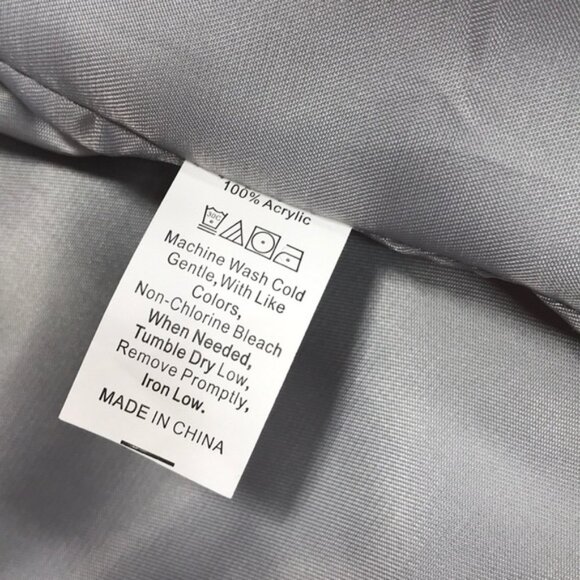 100% Acrylic
30C
Machine Wash Cold
Gentle, With Like
Colors,
Non-Chlorine Bleach
When Needed,
Tumble Dry Low,
Remove Promptly,
Iron Low.
MADE IN CHINA